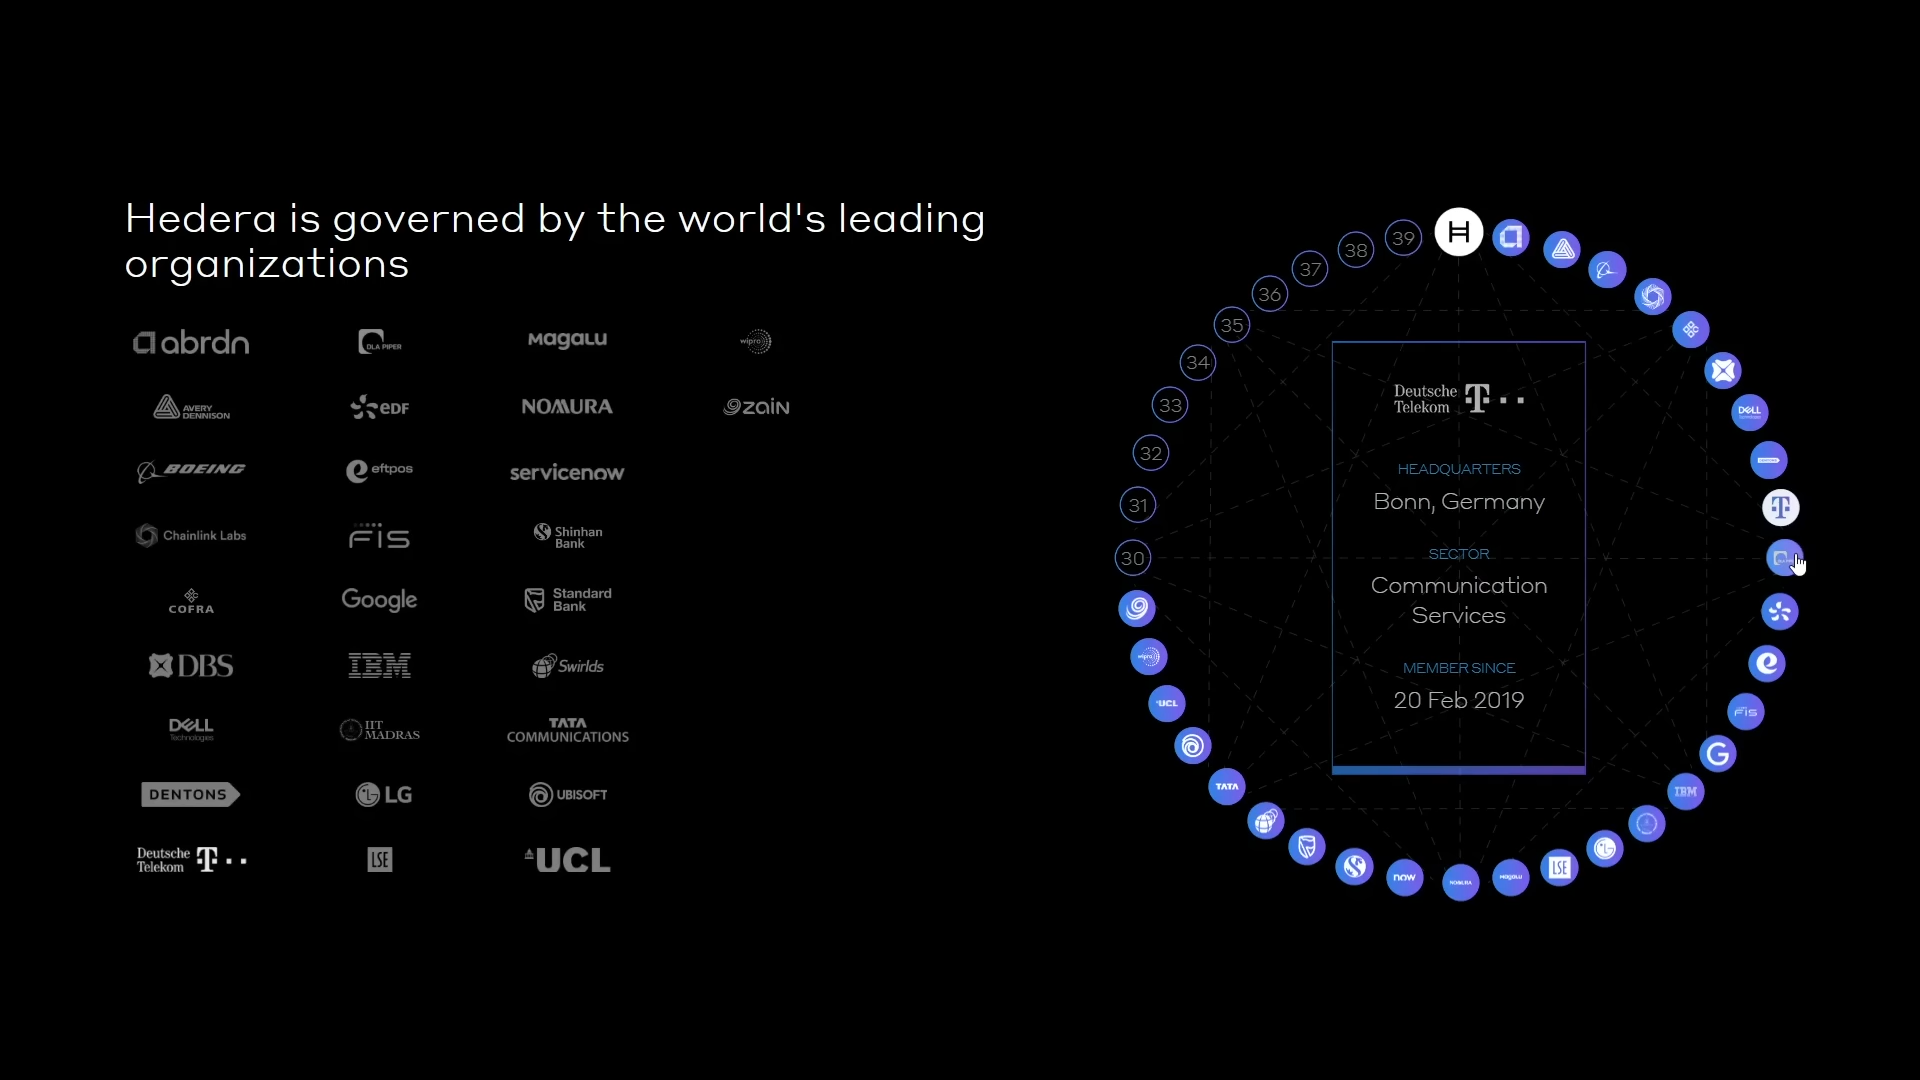 Hedera is governed by the world's leading
organizations
abrdn
DLA PIPER
MAGALU
wipro
AVERY
DENNISON
eDF
NOMURA
zain
BOEING
eftpos
servicenow
Chainlink Labs
FIS
Shinhan
Bank
COFRA
Google
Standard
Bank
DBS
IBM
Swirlds
DELL
Technologies
IIT
MADRAS
TATA
COMMUNICATIONS
DENTONS
LG
UBISOFT
Deutsche
Telekom T
LSE
UCL
39
38
37
36
35
34
33
32
31
30
H
DELL
T
e
FIS
G
IBM
LG
LSE
MAGALU
NOMURA
now
TATA
UCL
wipro
Deutsche
Telekom T
HEADQUARTERS
Bonn, Germany
SECTOR
Communication
Services
MEMBER SINCE
20 Feb 2019